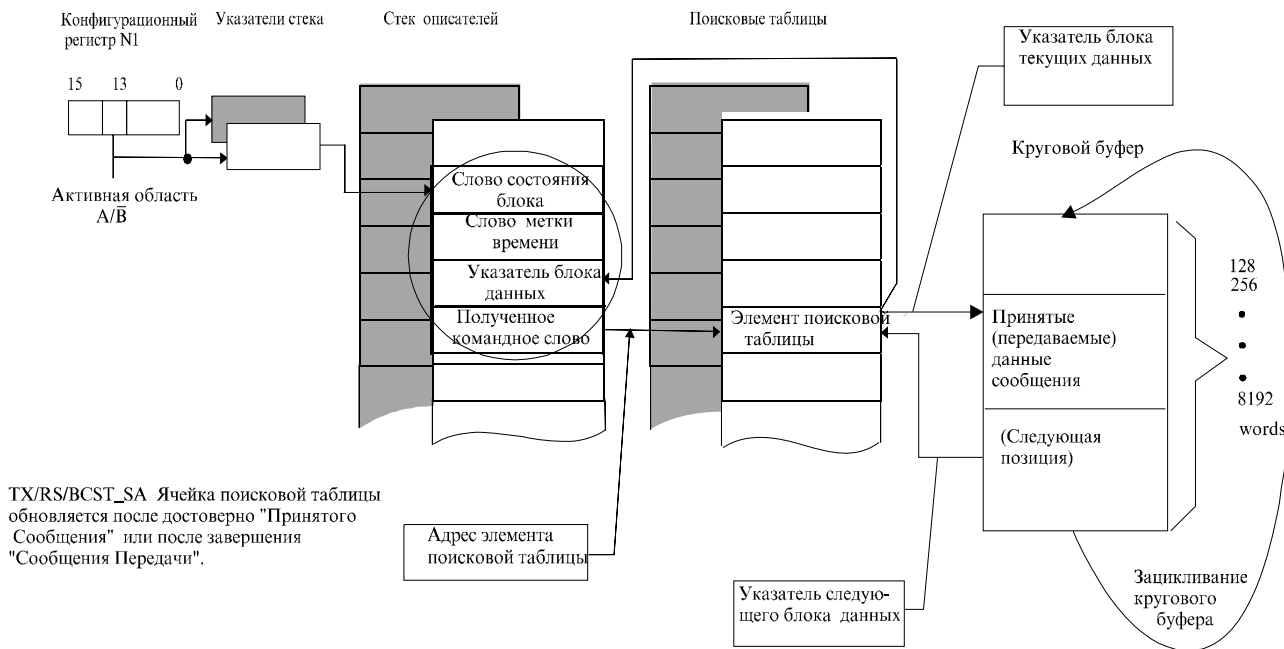 Конфигурационный
регистр N1
Указатели стека
Стек описателей
Поисковые таблицы
Указатель блока
текущих данных
15 13 0
Круговой буфер
Активная область
A/B̅
Слово состояния
блока
Слово метки
времени
Указатель блока
данных
Полученное
командное слово
Элемент поисковой
таблицы
Принятые
(передаваемые)
данные
сообщения
(Следующая
позиция)
128
256
8192
words
TX/RS/BCST_SA Ячейка поисковой таблицы
обновляется после достоверно "Принятого
Сообщения" или после завершения
"Сообщения Передачи".
Адрес элемента
поисковой таблицы
Указатель следую-
щего блока данных
Зацикливание
кругового
буфера